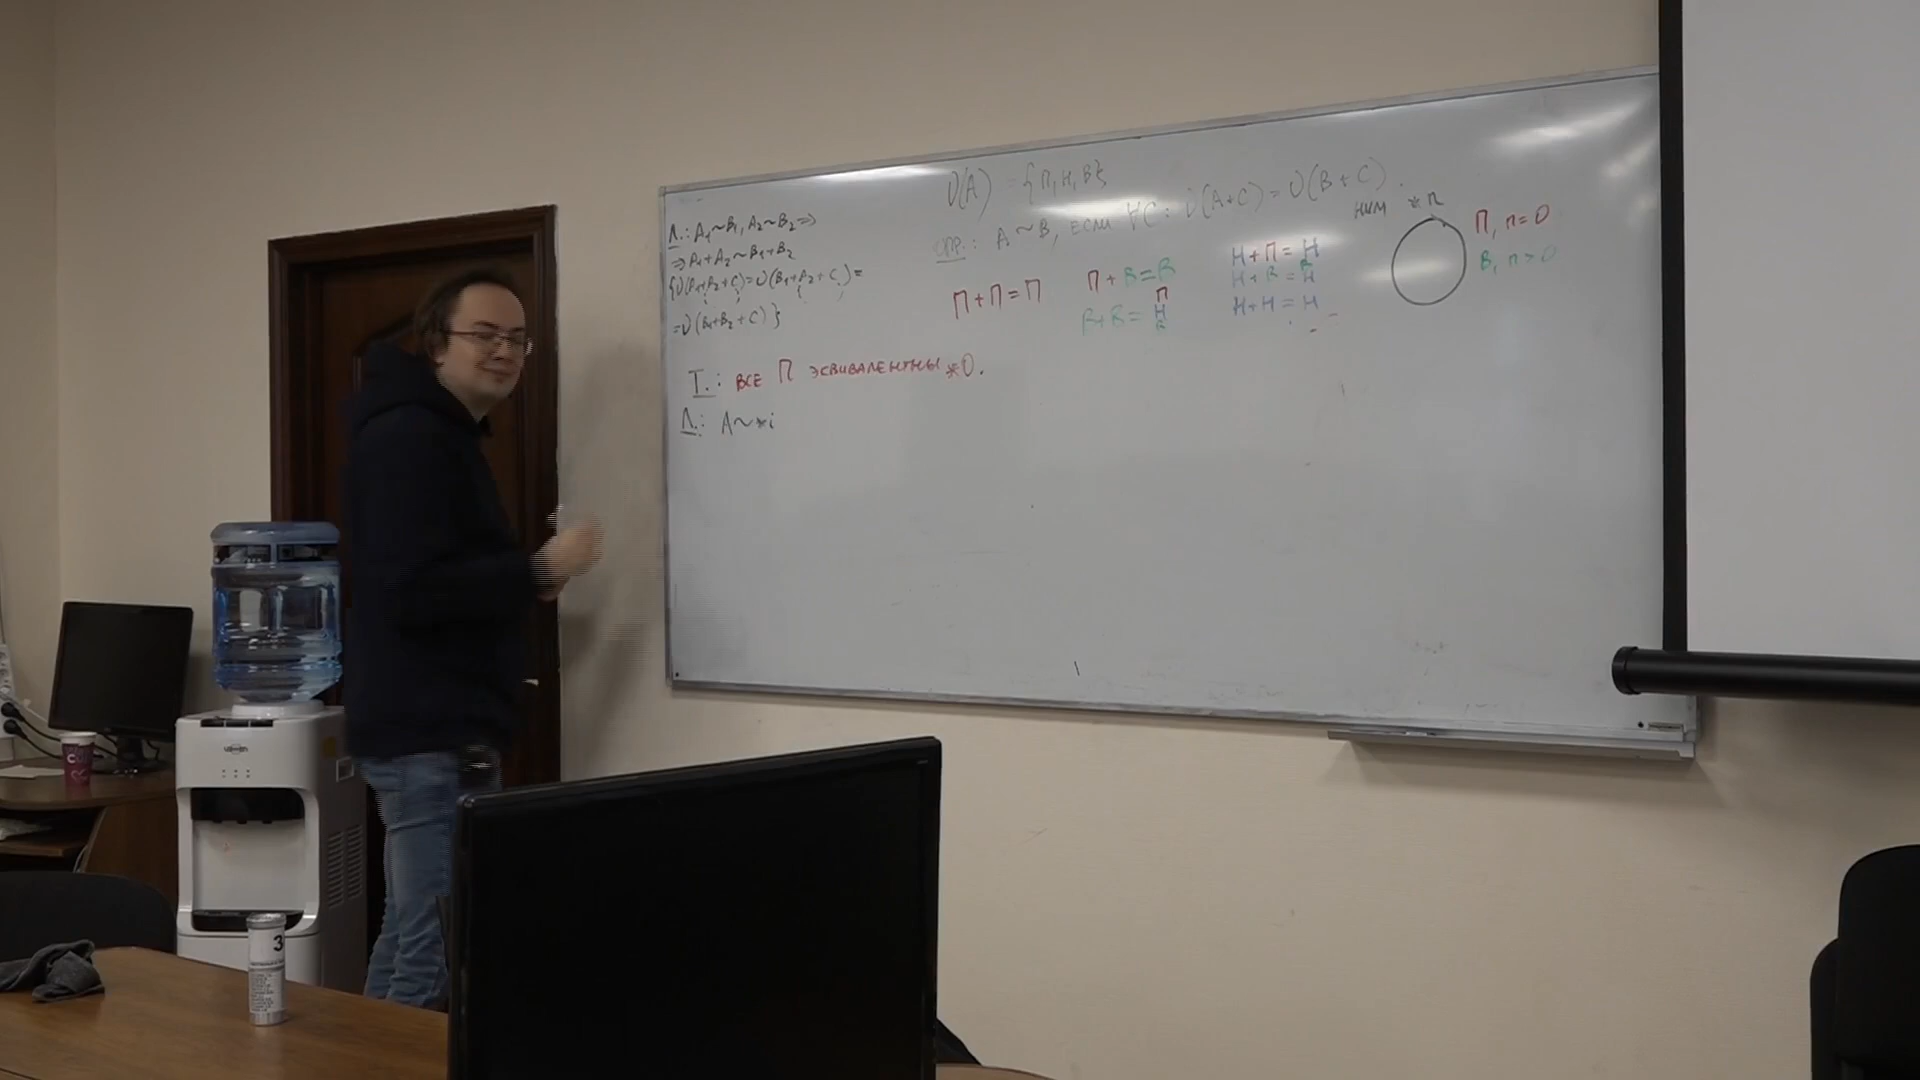 Л.: A₁~B₁, A₂~B₂ ⇒
⇒ A₁+A₂~B₁+B₂
{υ(A₁+A₂+C)=υ(B₁+A₂+C)=
=υ(B₁+B₂+C)}
υ(A) = {П, Н, В}
ОПР.: A~B, ЕСЛИ ∀C: υ(A+C)=υ(B+C)
П+П=П
П+В=В
В+В= П Н В
Н+П=Н
Н+В=Н В
Н+Н=Н
НИМ *n
П, n=0
В, n>0
Т.: ВСЕ П ЭКВИВАЛЕНТНЫ *0.
Л.: A~*i
3